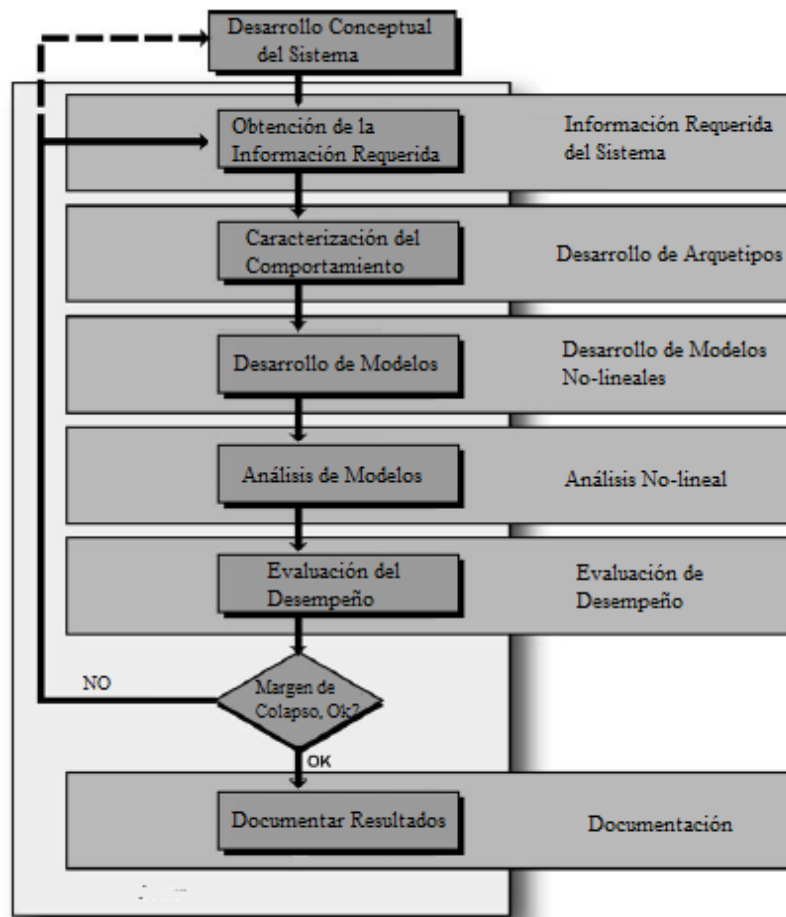 Desarrollo Conceptual
del Sistema
Obtención de la
Información Requerida
Información Requerida
del Sistema
Caracterización del
Comportamiento
Desarrollo de Arquetipos
Desarrollo de Modelos
Desarrollo de Modelos
No-lineales
Análisis de Modelos
Análisis No-lineal
Evaluación del
Desempeño
Evaluación de
Desempeño
NO
Margen de
Colapso, Ok?
OK
Documentar Resultados
Documentación